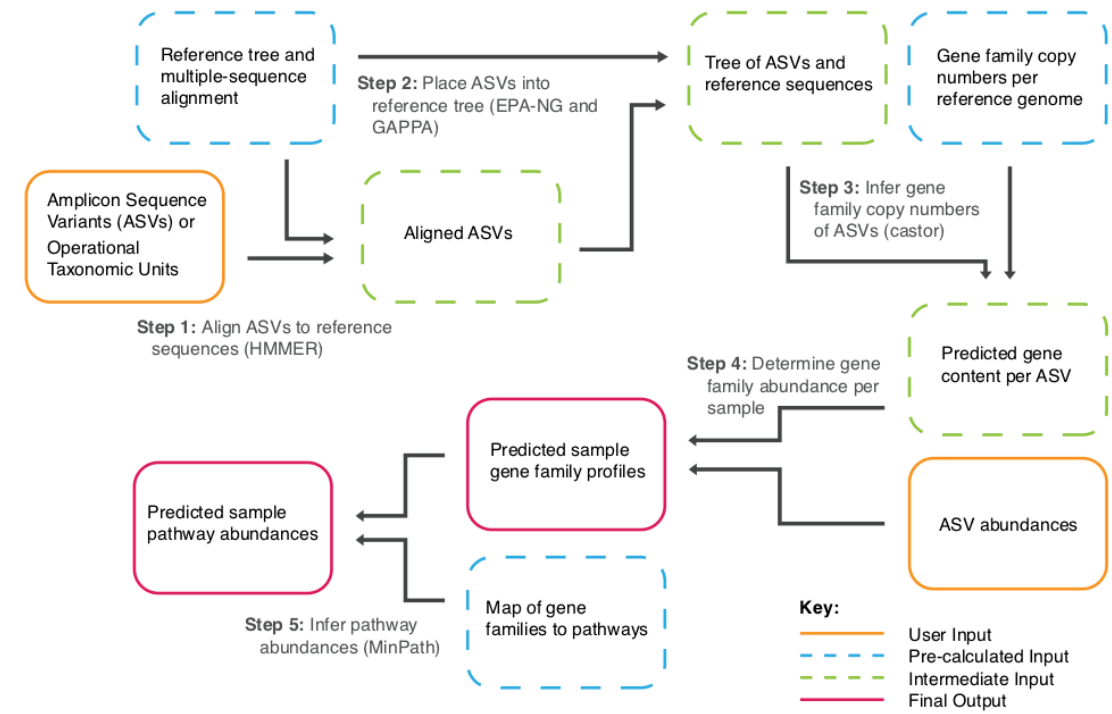 Reference tree and
multiple-sequence
alignment
Step 2: Place ASVs into
reference tree (EPA-NG and
GAPPA)
Tree of ASVs and
reference sequences
Gene family copy
numbers per
reference genome
Amplicon Sequence
Variants (ASVs) or
Operational
Taxonomic Units
Aligned ASVs
Step 3: Infer gene
family copy numbers
of ASVs (castor)
Step 1: Align ASVs to reference
sequences (HMMER)
Predicted gene
content per ASV
Step 4: Determine gene
family abundance per
sample
Predicted sample
gene family profiles
Predicted sample
pathway abundances
ASV abundances
Map of gene
families to pathways
Step 5: Infer pathway
abundances (MinPath)
Key:
User Input
Pre-calculated Input
Intermediate Input
Final Output